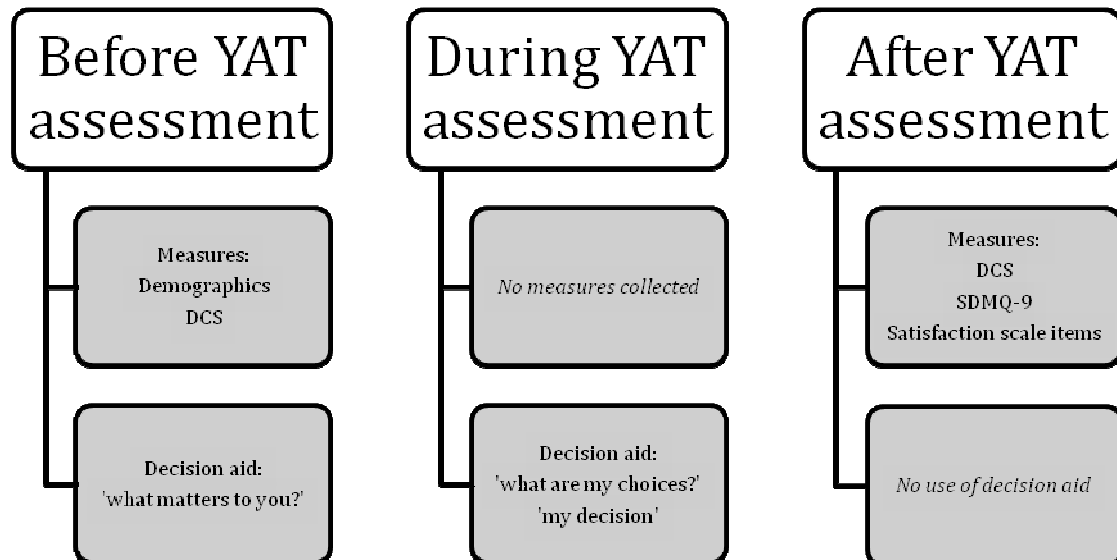 Before YAT
assessment
Measures:
Demographics
DCS
Decision aid:
'what matters to you?'
During YAT
assessment
No measures collected
Decision aid:
'what are my choices?'
'my decision'
After YAT
assessment
Measures:
DCS
SDMQ-9
Satisfaction scale items
No use of decision aid